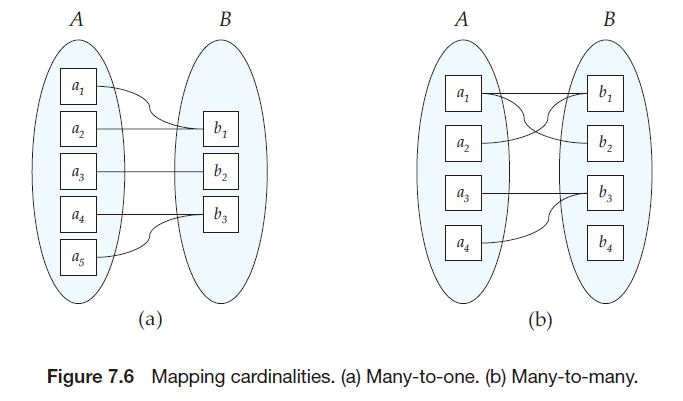 A B
a1
a2
a3
a4
a5
b1
b2
b3
(a)
A B
a1
a2
a3
a4
b1
b2
b3
b4
(b)
Figure 7.6 Mapping cardinalities. (a) Many-to-one. (b) Many-to-many.